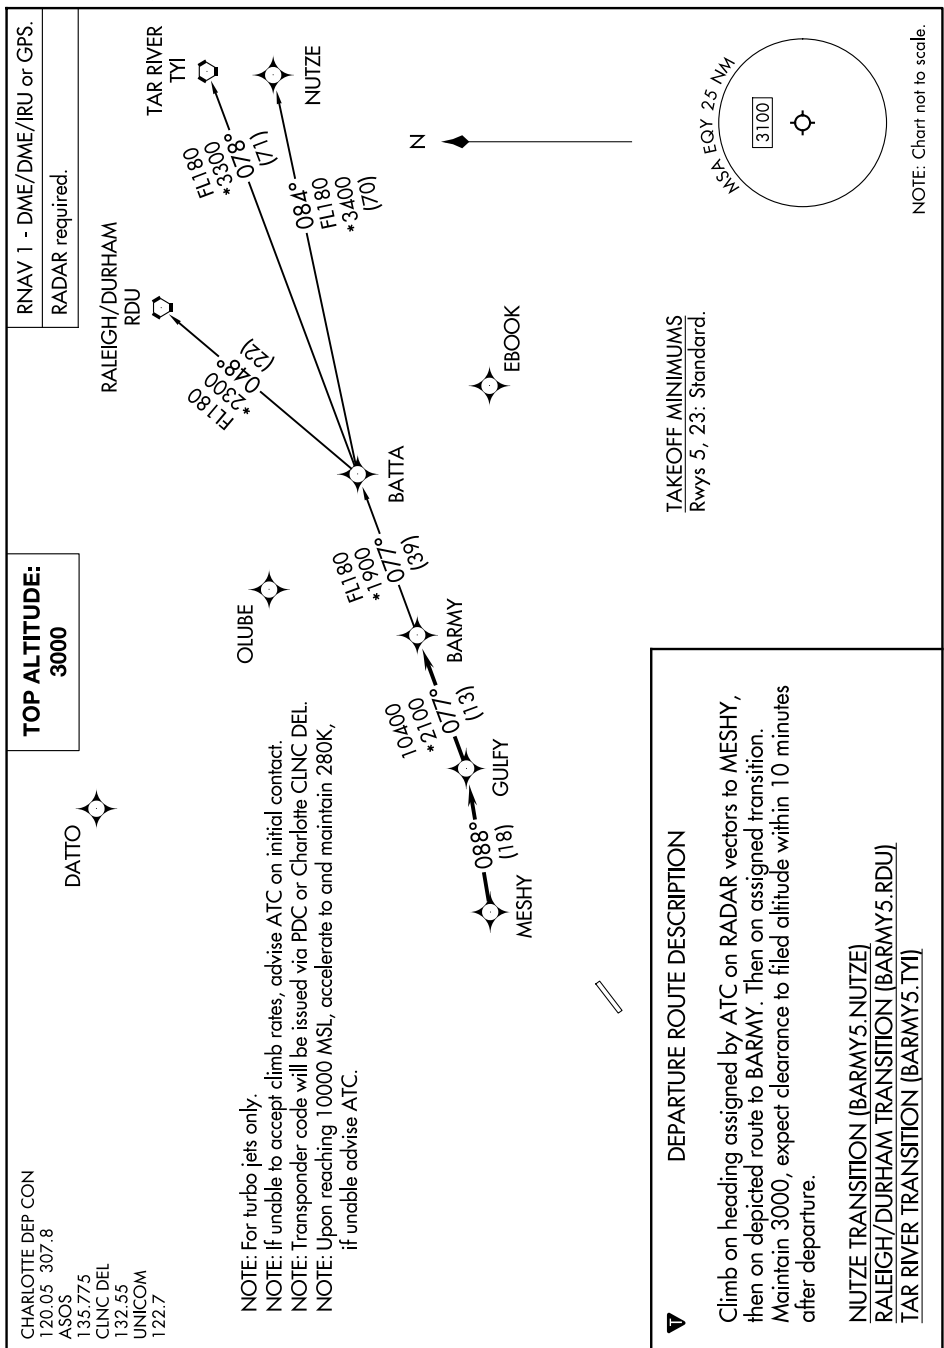 CHARLOTTE DEP CON
120.05 307.8
ASOS
135.775
CLNC DEL
132.55
UNICOM
122.7
TOP ALTITUDE:
3000
RNAV 1 - DME/DME/IRU or GPS.
RADAR required.
DATTO
OLUBE
RALEIGH/DURHAM
RDU
TAR RIVER
TYI
NUTZE
FL180
*3300
078°
(71)
084°
FL180
*3400
(70)
FL180
*2300
048°
(22)
BATTA
EBOOK
FL180
*1900
077°
(39)
BARMY
10400
*2100
077°
(13)
GULFY
088°
(18)
MESHY
N
NOTE: For turbo jets only.
NOTE: If unable to accept climb rates, advise ATC on initial contact.
NOTE: Transponder code will be issued via PDC or Charlotte CLNC DEL.
NOTE: Upon reaching 10000 MSL, accelerate to and maintain 280K,
if unable advise ATC.
MSA EQY 25 NM
3100
TAKEOFF MINIMUMS
Rwys 5, 23: Standard.
NOTE: Chart not to scale.
T
DEPARTURE ROUTE DESCRIPTION
Climb on heading assigned by ATC on RADAR vectors to MESHY,
then on depicted route to BARMY. Then on assigned transition.
Maintain 3000, expect clearance to filed altitude within 10 minutes
after departure.
NUTZE TRANSITION (BARMY5.NUTZE)
RALEIGH/DURHAM TRANSITION (BARMY5.RDU)
TAR RIVER TRANSITION (BARMY5.TYI)